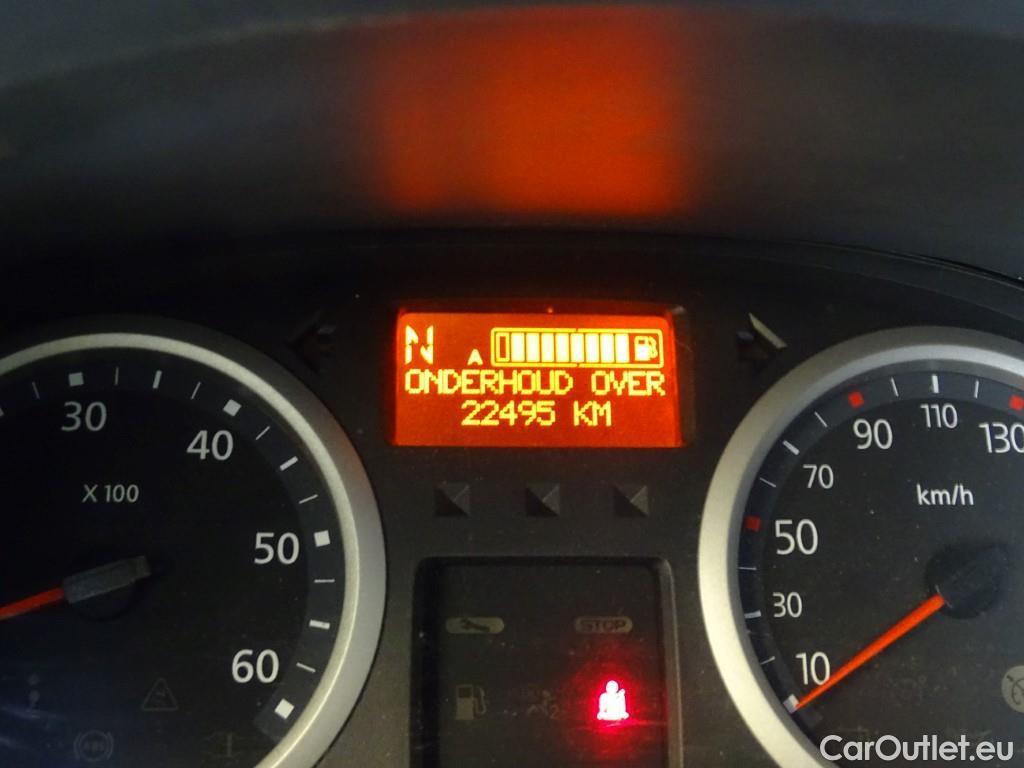 N A
ONDERHOUD OVER
22495 KM
30
40
X 100
50
60
90
110
130
70
km/h
50
30
10
STOP
ABS
CarOutlet.eu